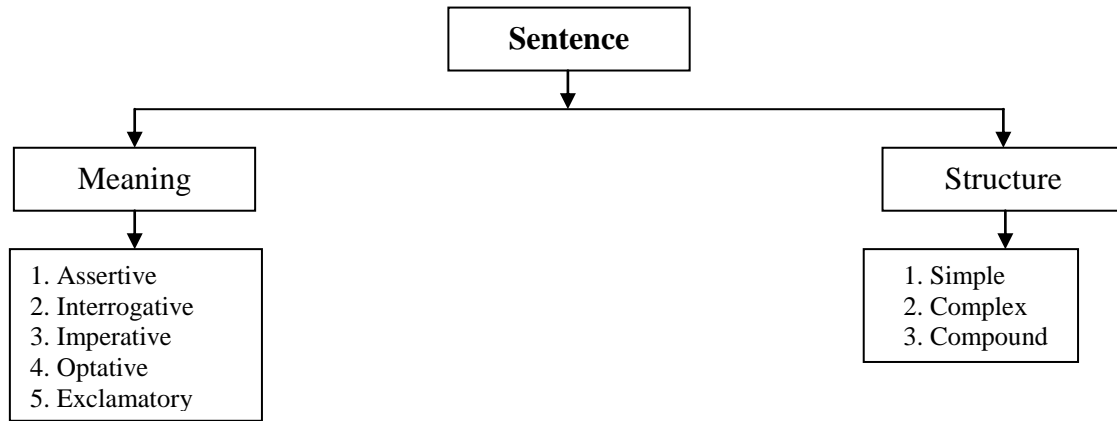 Sentence
Meaning
Structure
1. Assertive
2. Interrogative
3. Imperative
4. Optative
5. Exclamatory
1. Simple
2. Complex
3. Compound